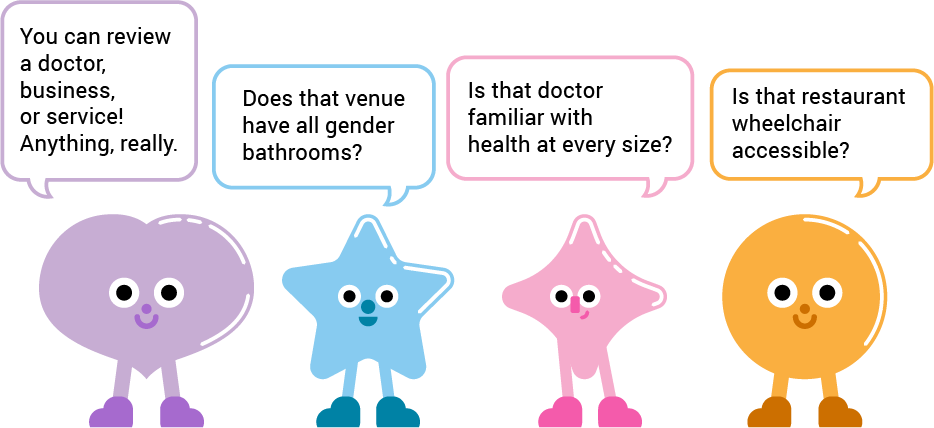 You can review
a doctor,
business,
or service!
Anything, really.
Does that venue
have all gender
bathrooms?
Is that doctor
familiar with
health at every size?
Is that restaurant
wheelchair
accessible?